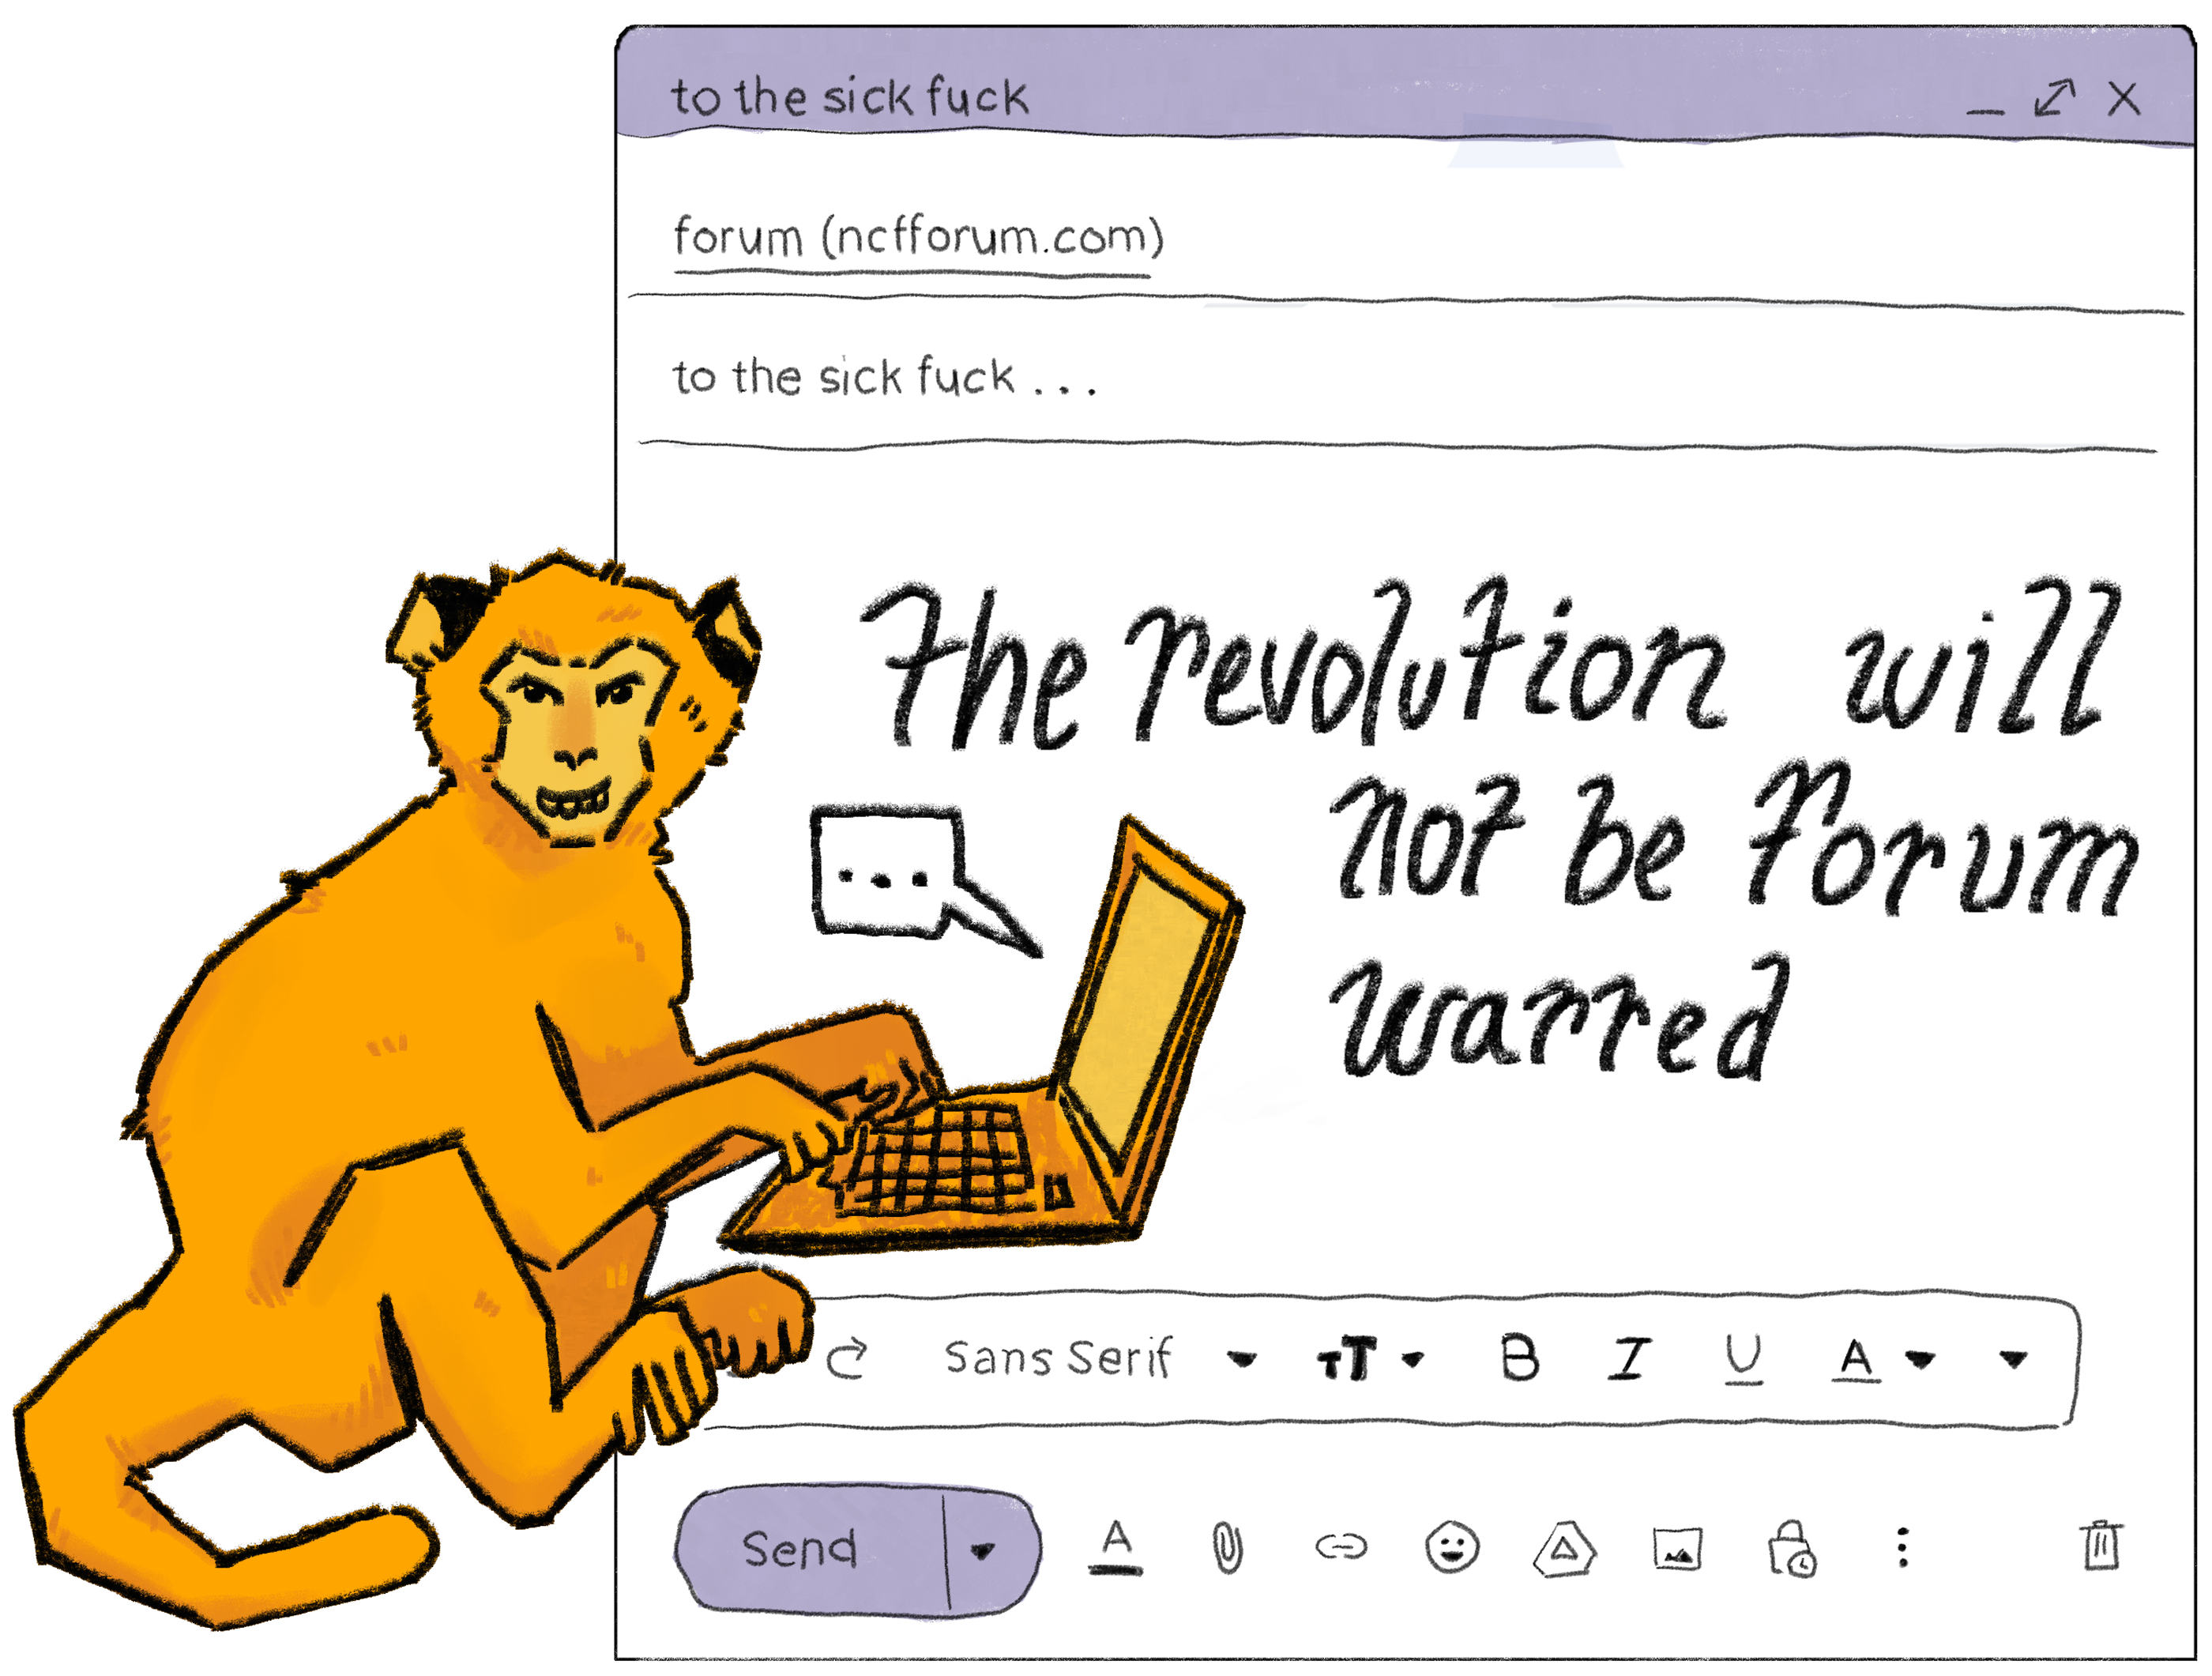 to the sick fuck
forum (ncfforum.com)
to the sick fuck ...
the revolution will
not be forum
warred
...
Sans Serif TT B I U A
Send A